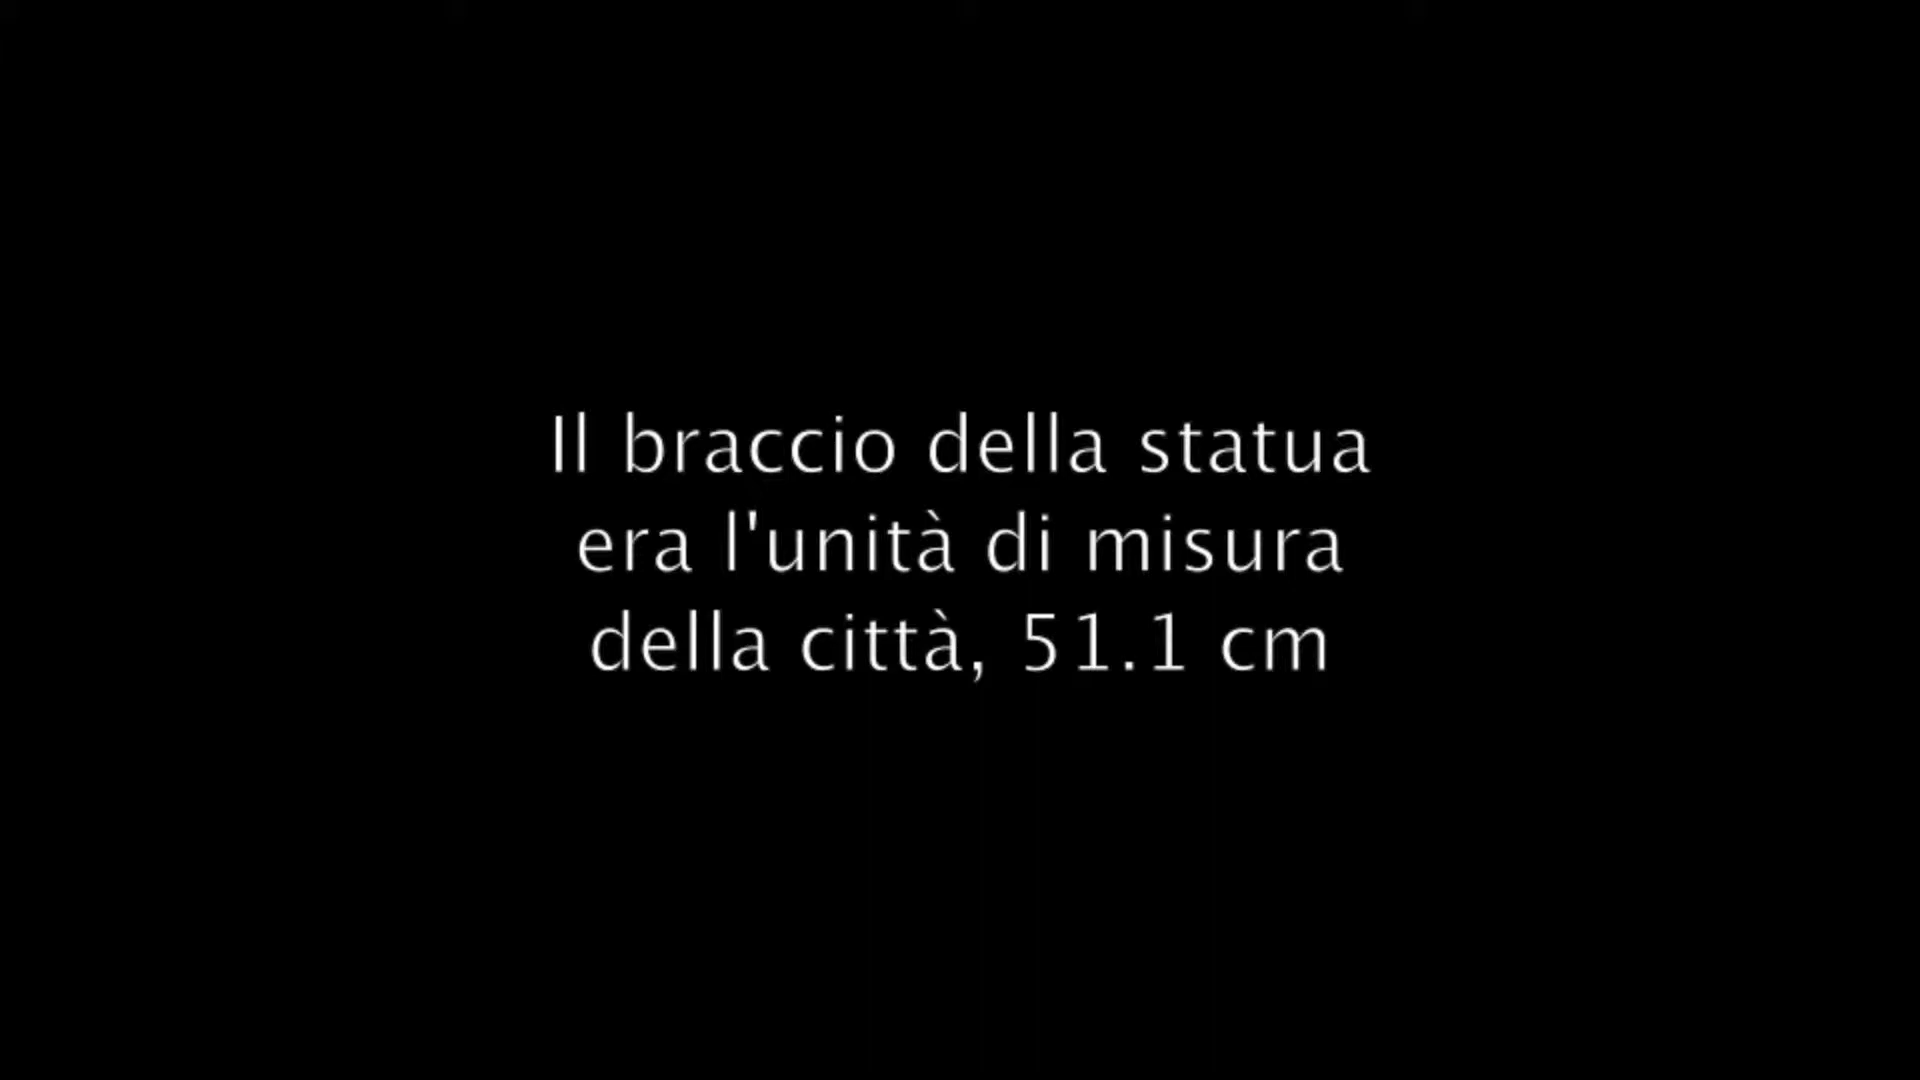 Il braccio della statua
era l'unità di misura
della città, 51.1 cm